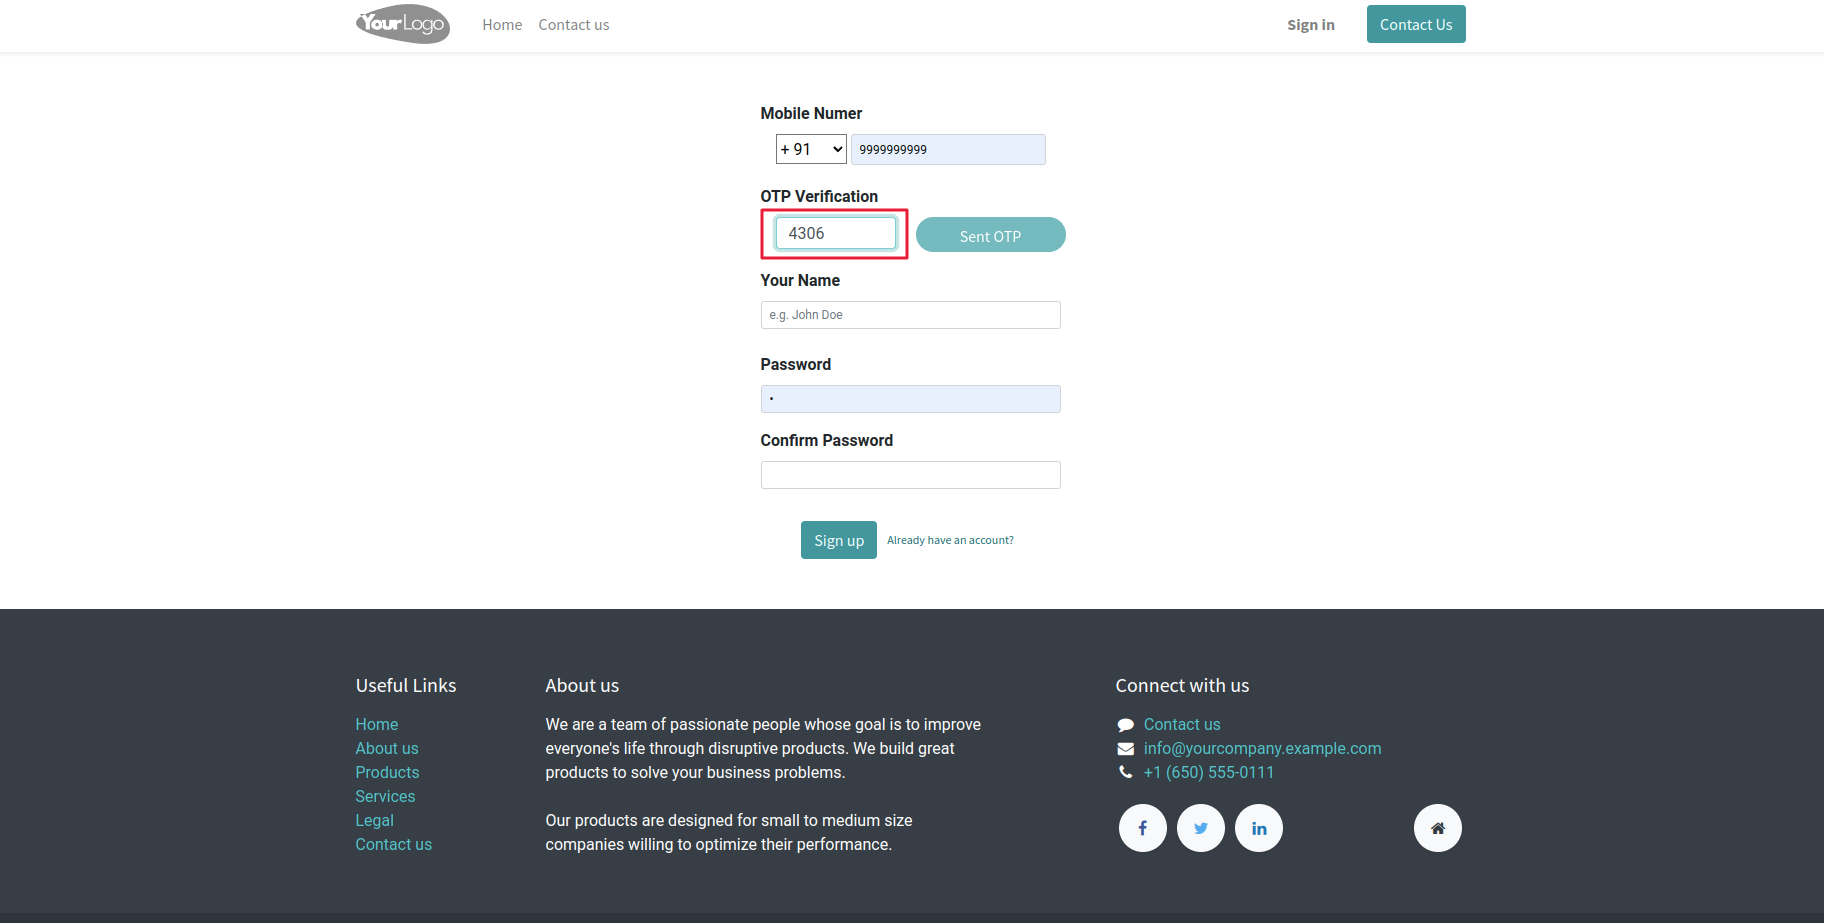 YourLogo Home Contact us Sign in Contact Us
Mobile Numer
+ 91 9999999999
OTP Verification
4306 Sent OTP
Your Name
e.g. John Doe
Password
Confirm Password
Sign up Already have an account?
Useful Links
Home
About us
Products
Services
Legal
Contact us
About us
We are a team of passionate people whose goal is to improve
everyone's life through disruptive products. We build great
products to solve your business problems.
Our products are designed for small to medium size
companies willing to optimize their performance.
Connect with us
Contact us
info@yourcompany.example.com
+1 (650) 555-0111